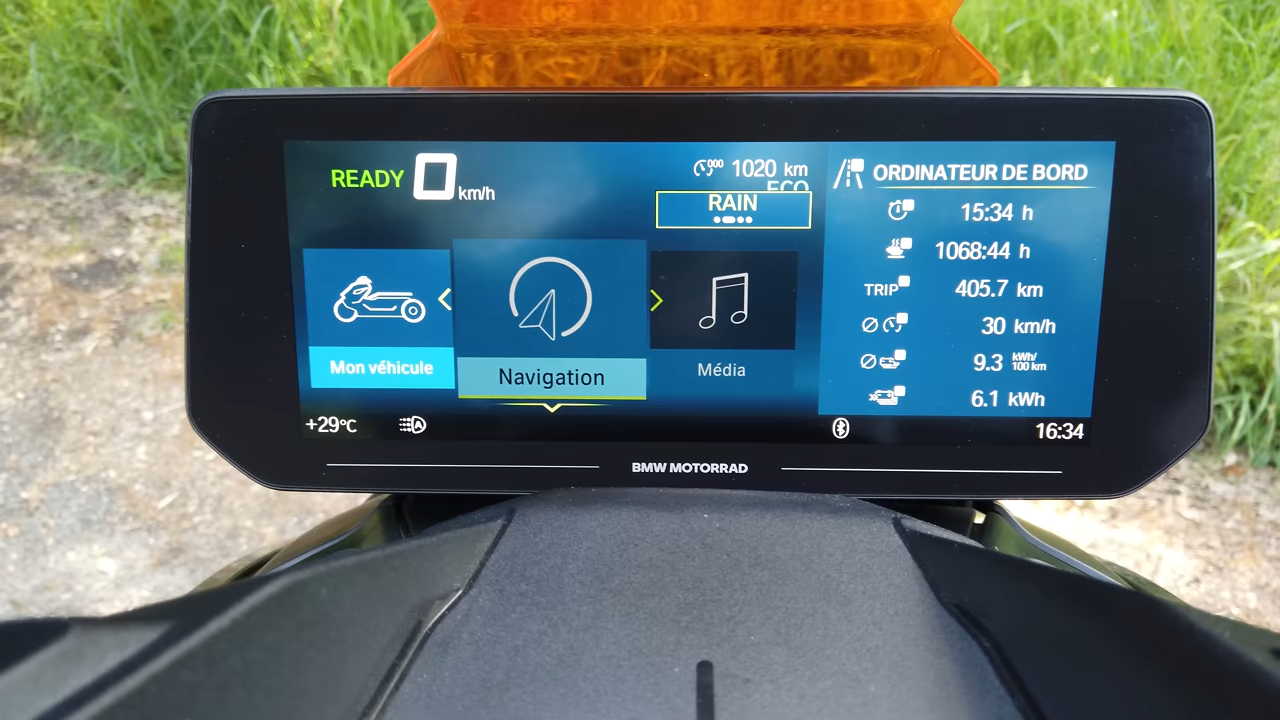 READY 0 km/h
000 1020 km
ECO
RAIN
Mon véhicule
Navigation
Média
ORDINATEUR DE BORD
15:34 h
1068:44 h
TRIP 405.7 km
30 km/h
9.3 kWh/100 km
6.1 kWh
+29°C
A
16:34
BMW MOTORRAD